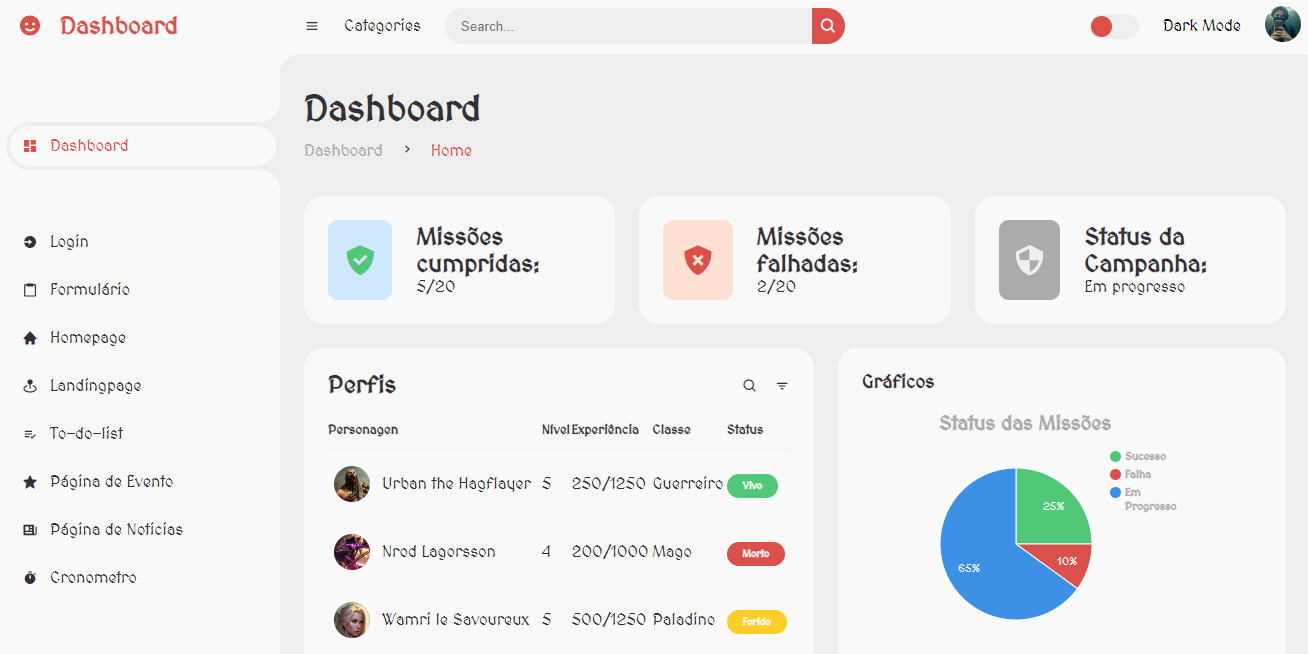 Dashboard
Categories
Search...
Dark Mode
Dashboard
Login
Formulário
Homepage
Landingpage
To-do-list
Página de Evento
Página de Notícias
Cronometro
Dashboard
Dashboard > Home
Missões
cumpridas:
5/20
Missões
falhadas:
2/20
Status da
Campanha:
Em progresso
Perfis
Personagen Nível Experiência Classe Status
Urban the Hagflayer 5 250/1250 Guerreiro Vivo
Nrod Lagorsson 4 200/1000 Mago Morto
Wamri le Savoureux 5 500/1250 Paladino Ferido
Gráficos
Status das Missões
Sucesso
Falha
Em
Progresso
25%
10%
65%